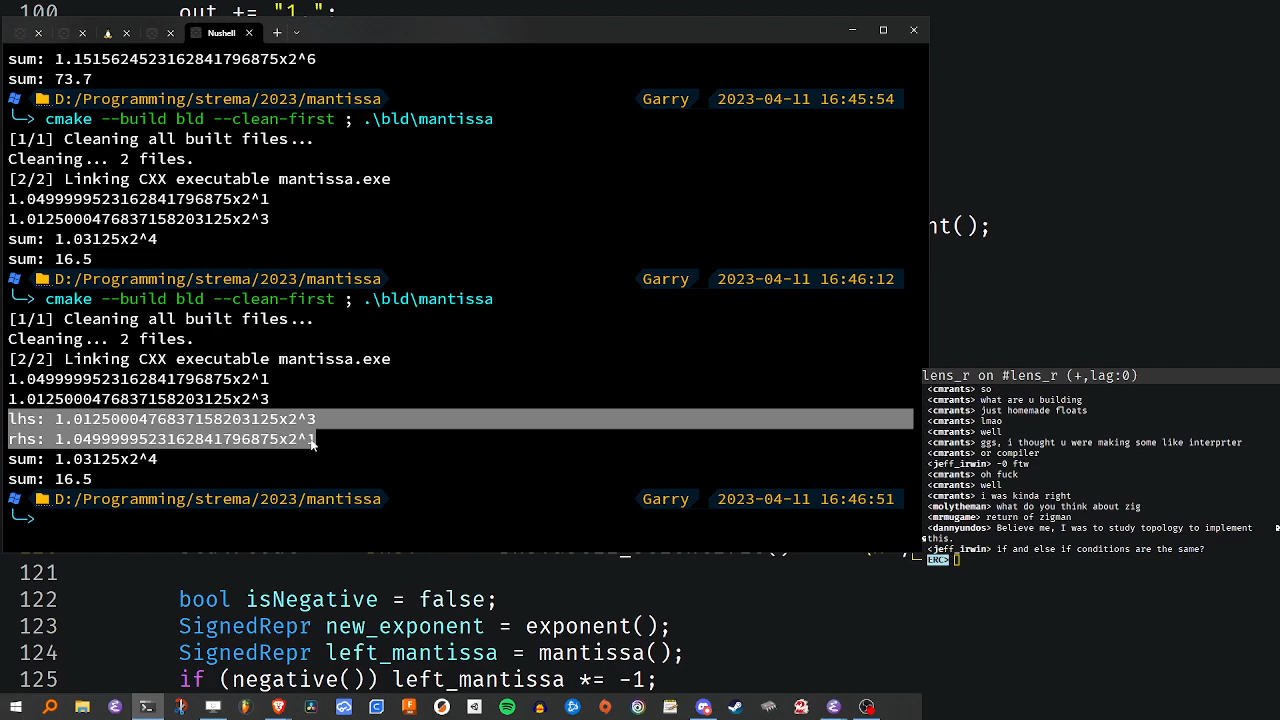 100 out += "1.";
Nushell
sum: 1.1515624523162841796875x2^6
sum: 73.7
D:/Programming/strema/2023/mantissa Garry 2023-04-11 16:45:54
╰─> cmake --build bld --clean-first ; .\bld\mantissa
[1/1] Cleaning all built files...
Cleaning... 2 files.
[2/2] Linking CXX executable mantissa.exe
1.0499999523162841796875x2^1
1.0125000476837158203125x2^3
sum: 1.03125x2^4
sum: 16.5
D:/Programming/strema/2023/mantissa Garry 2023-04-11 16:46:12
╰─> cmake --build bld --clean-first ; .\bld\mantissa
[1/1] Cleaning all built files...
Cleaning... 2 files.
[2/2] Linking CXX executable mantissa.exe
1.0499999523162841796875x2^1
1.0125000476837158203125x2^3
lhs: 1.0125000476837158203125x2^3
rhs: 1.0499999523162841796875x2^1
sum: 1.03125x2^4
sum: 16.5
D:/Programming/strema/2023/mantissa Garry 2023-04-11 16:46:51
╰─>
nt();
lens_r on #lens_r (+,lag:0)
<cmrants> so
<cmrants> what are u building
<cmrants> just homemade floats
<cmrants> lmao
<cmrants> well
<cmrants> ggs, i thought u were making some like interprter
<cmrants> or compiler
<jeff_irwin> -0 ftw
<cmrants> oh fuck
<cmrants> well
<cmrants> i was kinda right
<molytheman> what do you think about zig
<mrmugame> return of zigman
<dannyundos> Believe me, I was to study topology to implement
this.
<jeff_irwin> if and else if conditions are the same?
ERC>
121
122 bool isNegative = false;
123 SignedRepr new_exponent = exponent();
124 SignedRepr left_mantissa = mantissa();
125 if (negative()) left_mantissa *= -1;